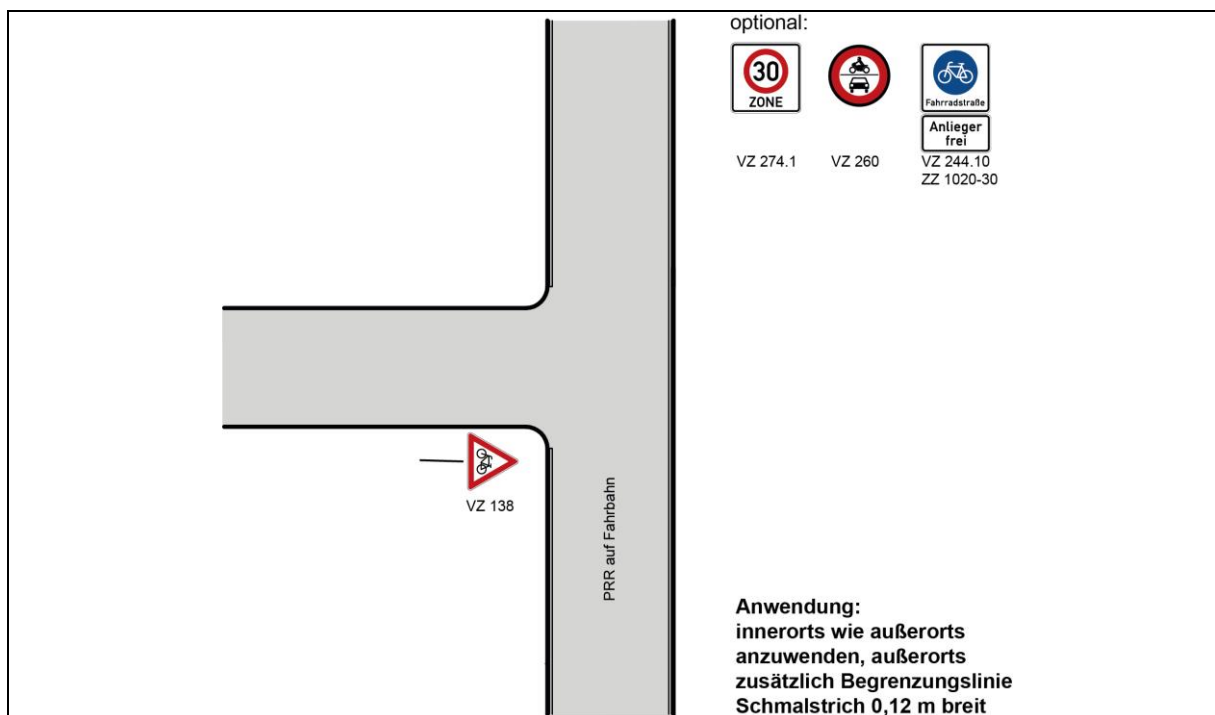 optional:
30
ZONE
Fahrradstraße
Anlieger
frei
VZ 274.1
VZ 260
VZ 244.10
ZZ 1020-30
VZ 138
PRR auf Fahrbahn
Anwendung:
innerorts wie außerorts
anzuwenden, außerorts
zusätzlich Begrenzungslinie
Schmalstrich 0,12 m breit